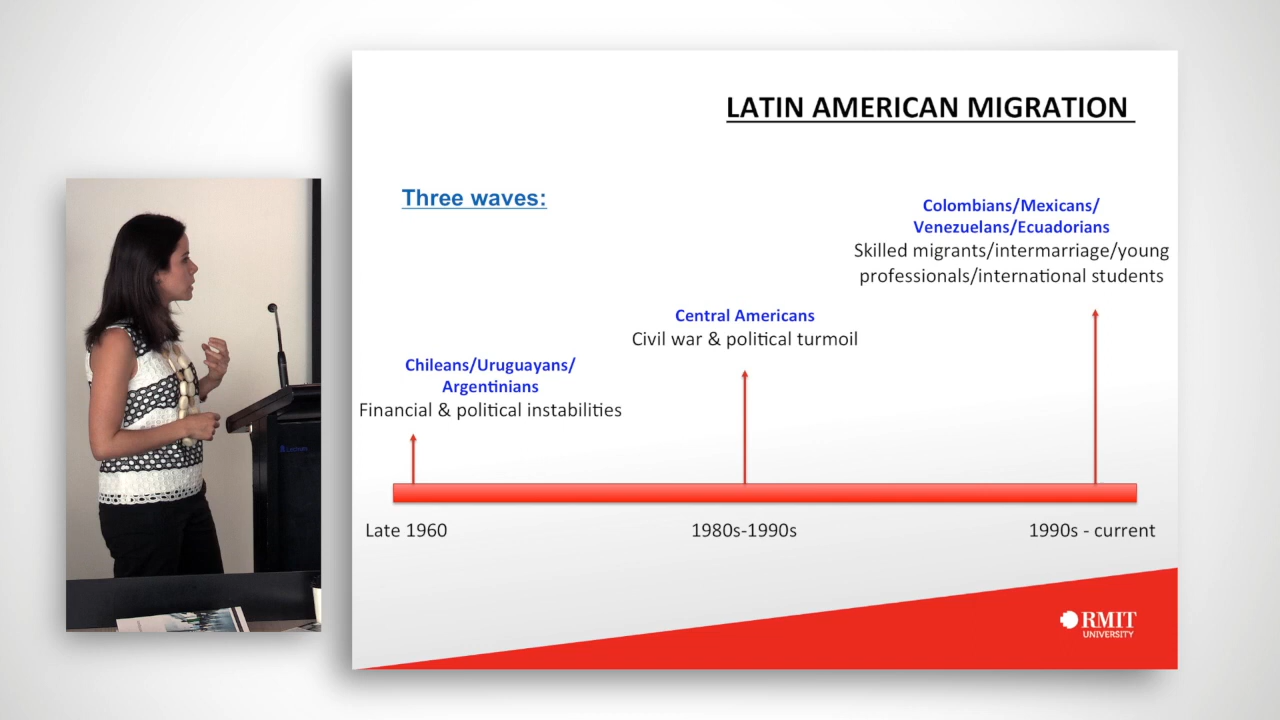 LATIN AMERICAN MIGRATION
Three waves:
Chileans/Uruguayans/
Argentinians
Financial & political instabilities
Central Americans
Civil war & political turmoil
Colombians/Mexicans/
Venezuelans/Ecuadorians
Skilled migrants/intermarriage/young
professionals/international students
Late 1960
1980s-1990s
1990s - current
RMIT
UNIVERSITY